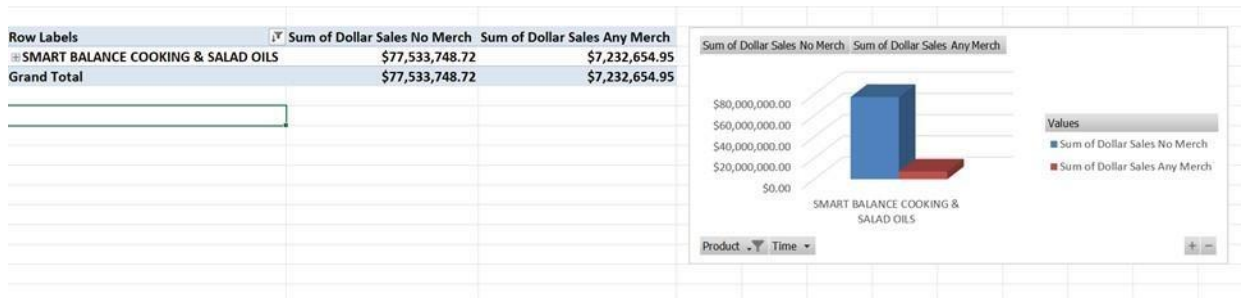 Row Labels Sum of Dollar Sales No Merch Sum of Dollar Sales Any Merch
SMART BALANCE COOKING & SALAD OILS $77,533,748.72 $7,232,654.95
Grand Total $77,533,748.72 $7,232,654.95
Sum of Dollar Sales No Merch Sum of Dollar Sales Any Merch
$80,000,000.00
$60,000,000.00
$40,000,000.00
$20,000,000.00
$0.00
SMART BALANCE COOKING &
SALAD OILS
Values
Sum of Dollar Sales No Merch
Sum of Dollar Sales Any Merch
Product Time